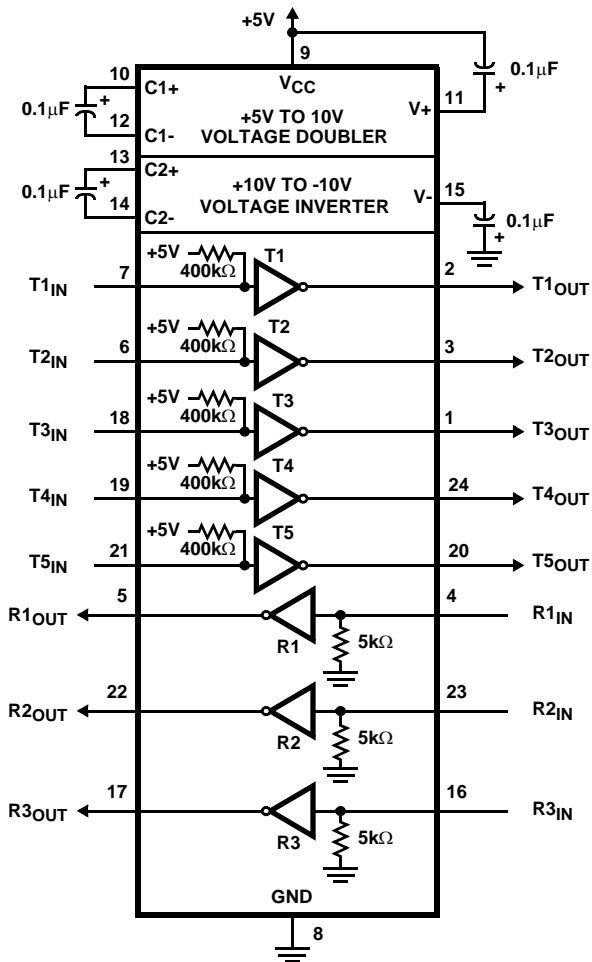 +5V
9
10
C1+
VCC
0.1µF
+
0.1µF
+
V+
11
+5V TO 10V
VOLTAGE DOUBLER
12
C1-
13
C2+
0.1µF
+
+10V TO -10V
VOLTAGE INVERTER
V-
15
14
C2-
0.1µF
+
+5V
400kΩ
T1
T1IN
7
2
T1OUT
+5V
400kΩ
T2
T2IN
6
3
T2OUT
+5V
400kΩ
T3
T3IN
18
1
T3OUT
+5V
400kΩ
T4
T4IN
19
24
T4OUT
+5V
400kΩ
T5
T5IN
21
20
T5OUT
R1OUT
5
4
R1IN
R1
5kΩ
R2OUT
22
23
R2IN
R2
5kΩ
R3OUT
17
16
R3IN
R3
5kΩ
GND
8